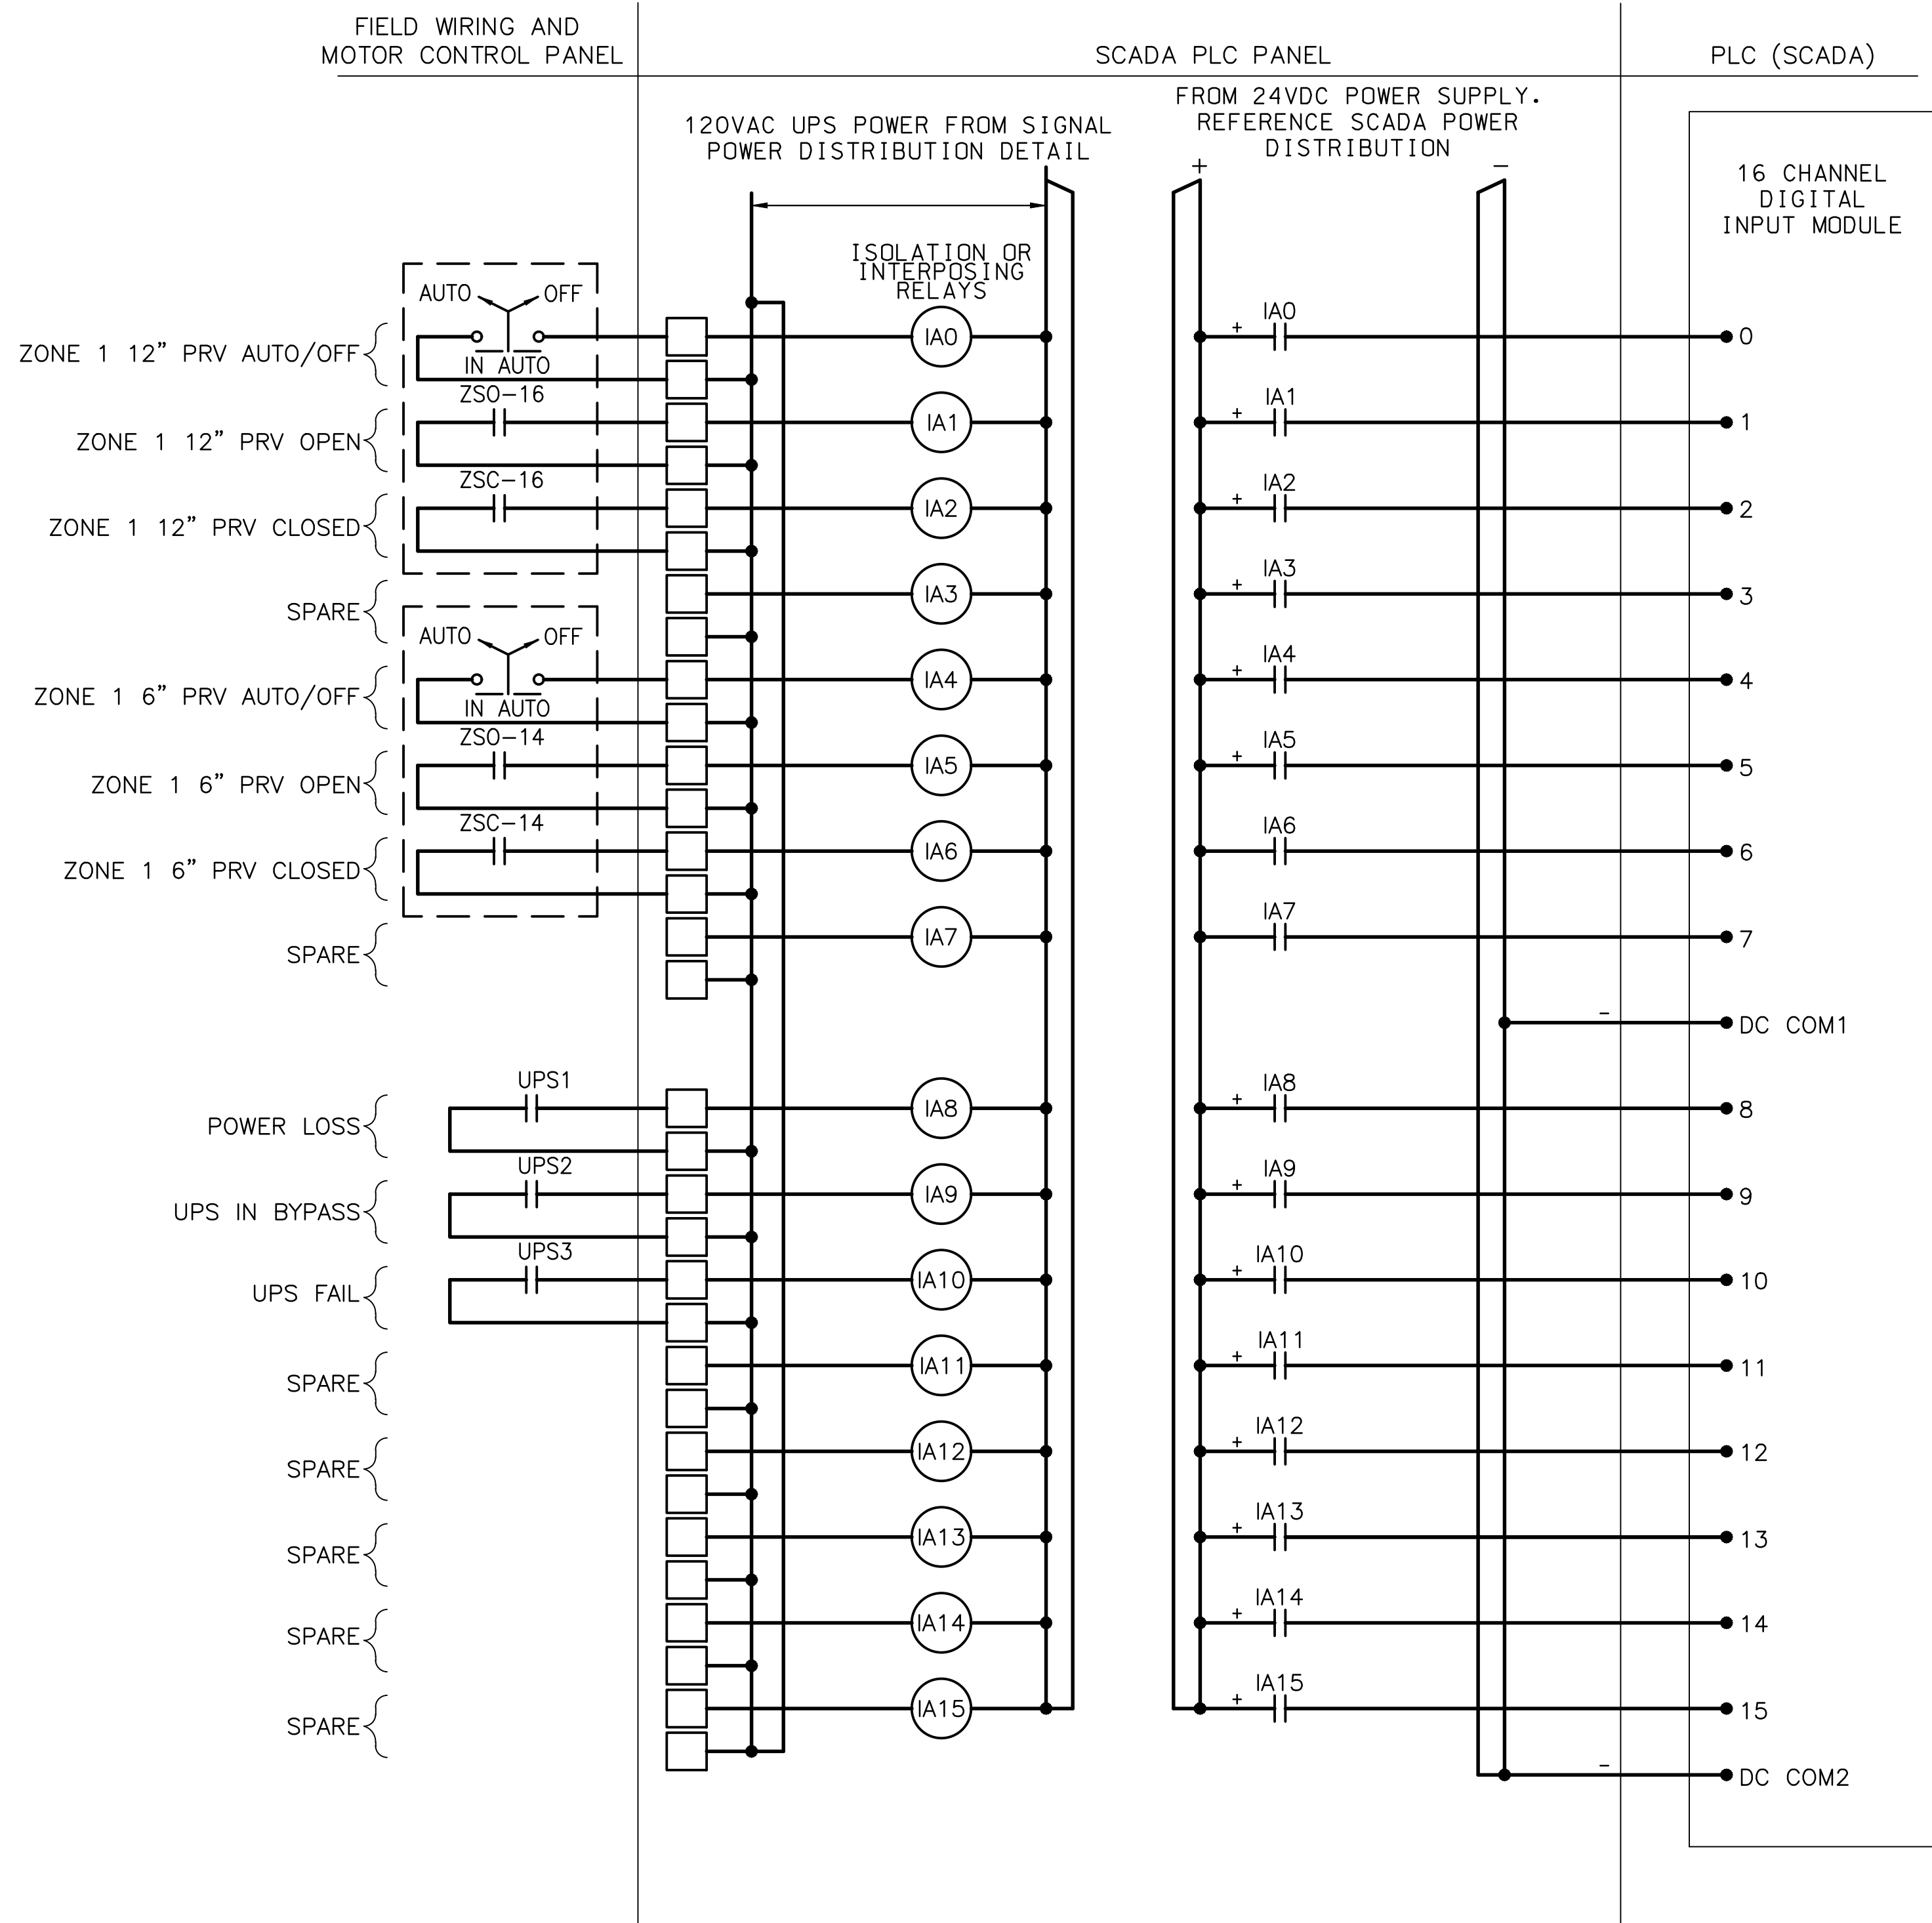 FIELD WIRING AND
MOTOR CONTROL PANEL
SCADA PLC PANEL
PLC (SCADA)
120VAC UPS POWER FROM SIGNAL
POWER DISTRIBUTION DETAIL
FROM 24VDC POWER SUPPLY.
REFERENCE SCADA POWER
DISTRIBUTION
+
−
16 CHANNEL
DIGITAL
INPUT MODULE
ISOLATION OR
INTERPOSING
RELAYS
AUTO OFF
IN AUTO
ZONE 1 12” PRV AUTO/OFF
IA0
+ IA0
0
ZSO-16
ZONE 1 12” PRV OPEN
IA1
+ IA1
1
ZSC-16
ZONE 1 12” PRV CLOSED
IA2
+ IA2
2
SPARE
IA3
+ IA3
3
AUTO OFF
IN AUTO
ZONE 1 6” PRV AUTO/OFF
IA4
+ IA4
4
ZSO-14
ZONE 1 6” PRV OPEN
IA5
+ IA5
5
ZSC-14
ZONE 1 6” PRV CLOSED
IA6
IA6
6
SPARE
IA7
IA7
7
−
DC COM1
UPS1
POWER LOSS
IA8
+ IA8
8
UPS2
UPS IN BYPASS
IA9
+ IA9
9
UPS3
UPS FAIL
IA10
+ IA10
10
SPARE
IA11
+ IA11
11
SPARE
IA12
+ IA12
12
SPARE
IA13
+ IA13
13
SPARE
IA14
+ IA14
14
SPARE
IA15
+ IA15
15
−
DC COM2